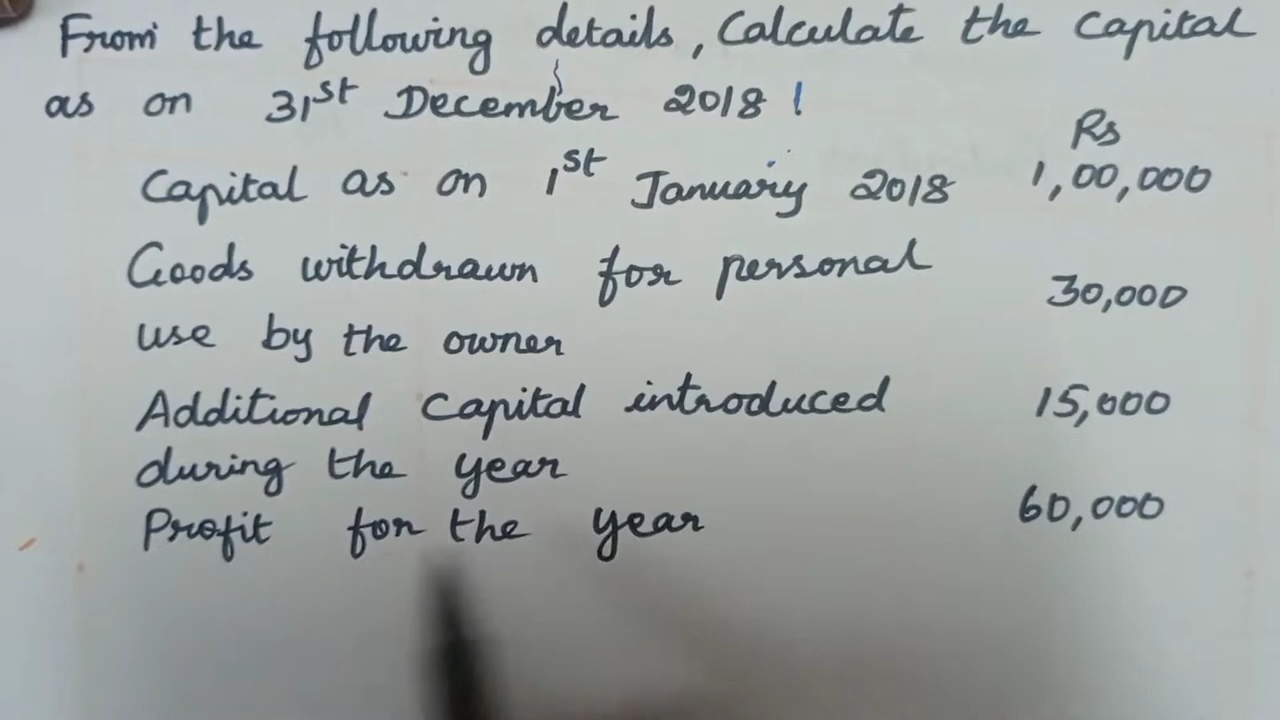 From the following details, Calculate the Capital
as on 31st December 2018 !
Rs
Capital as on 1st January 2018 1,00,000
Goods withdrawn for personal
use by the owner 30,000
Additional Capital introduced 15,000
during the year
Profit for the year 60,000